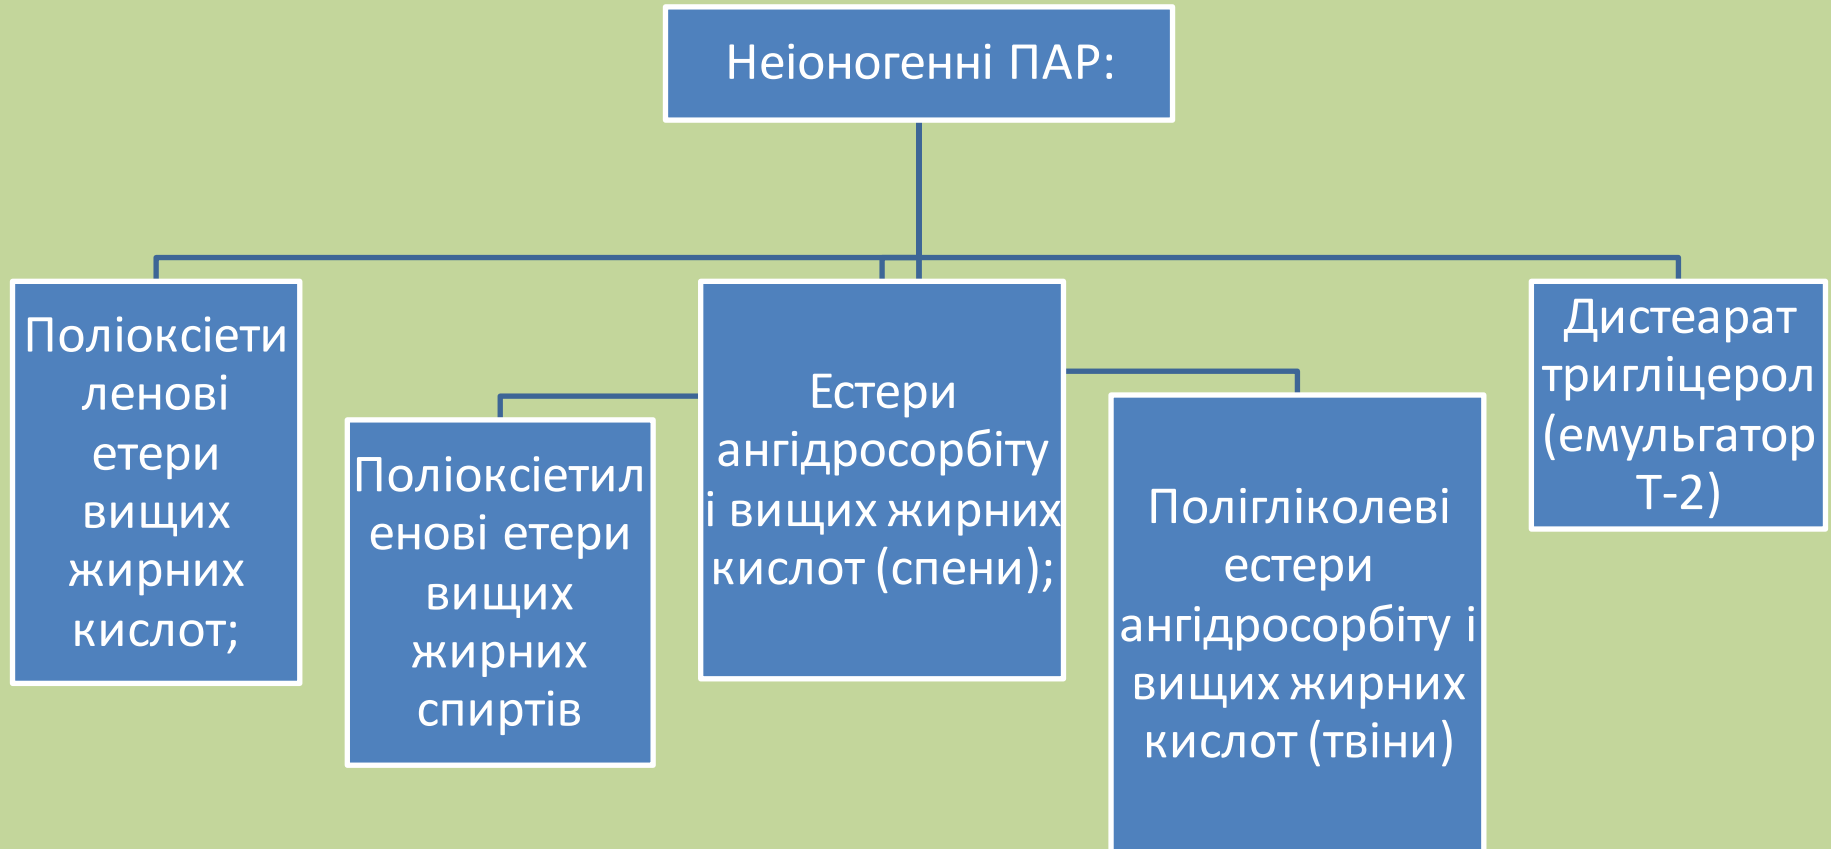 Неіоногенні ПАР:
Поліоксіети
ленові
етери
вищих
жирних
кислот;
Поліоксіетил
енові етери
вищих
жирних
спиртів
Естери
ангідросорбіту
і вищих жирних
кислот (спени);
Полігліколеві
естери
ангідросорбіту і
вищих жирних
кислот (твіни)
Дистеарат
тригліцерол
(емульгатор
Т-2)